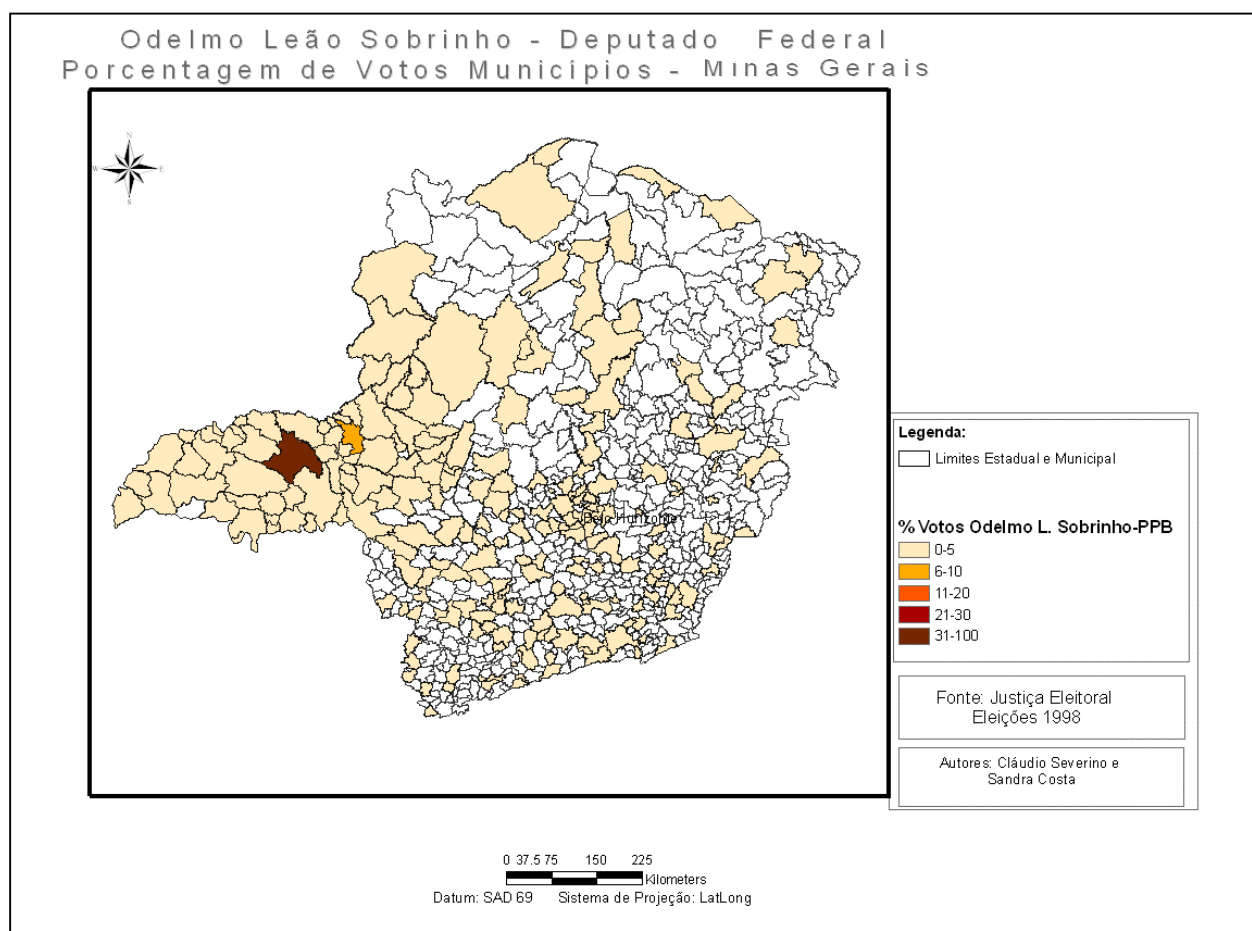 Odelmo Leão Sobrinho - Deputado Federal
Porcentagem de Votos Municípios - Minas Gerais
N
W E
S
Belo Horizonte
Legenda:
Limites Estadual e Municipal
% Votos Odelmo L. Sobrinho-PPB
0-5
6-10
11-20
21-30
31-100
Fonte: Justiça Eleitoral
Eleições 1998
Autores: Cláudio Severino e
Sandra Costa
0 37.5 75 150 225
Kilometers
Datum: SAD 69 Sistema de Projeção: LatLong